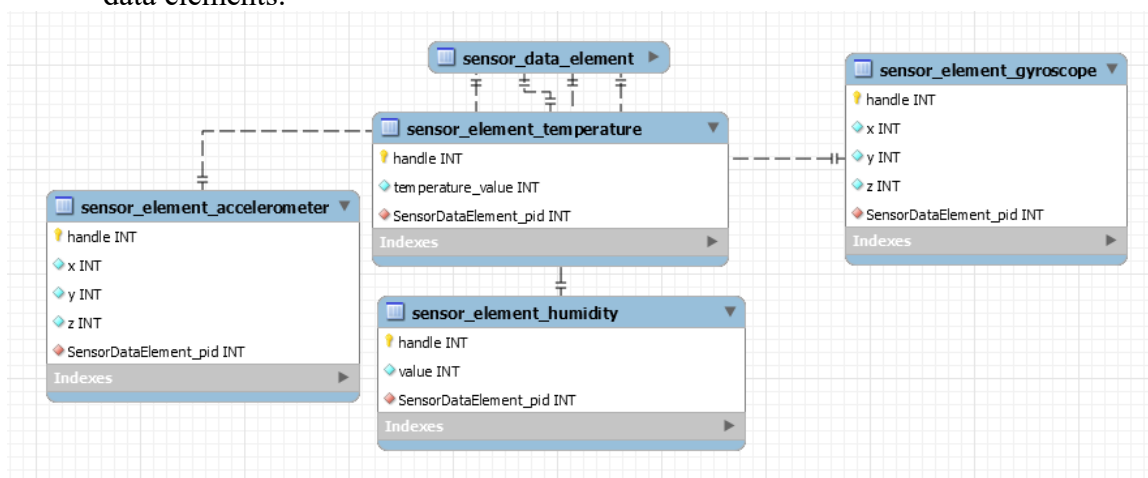 data elements.
sensor_data_element
sensor_element_gyroscope
handle INT
x INT
y INT
z INT
SensorDataElement_pid INT
Indexes
sensor_element_temperature
handle INT
temperature_value INT
SensorDataElement_pid INT
Indexes
sensor_element_accelerometer
handle INT
x INT
y INT
z INT
SensorDataElement_pid INT
Indexes
sensor_element_humidity
handle INT
value INT
SensorDataElement_pid INT
Indexes